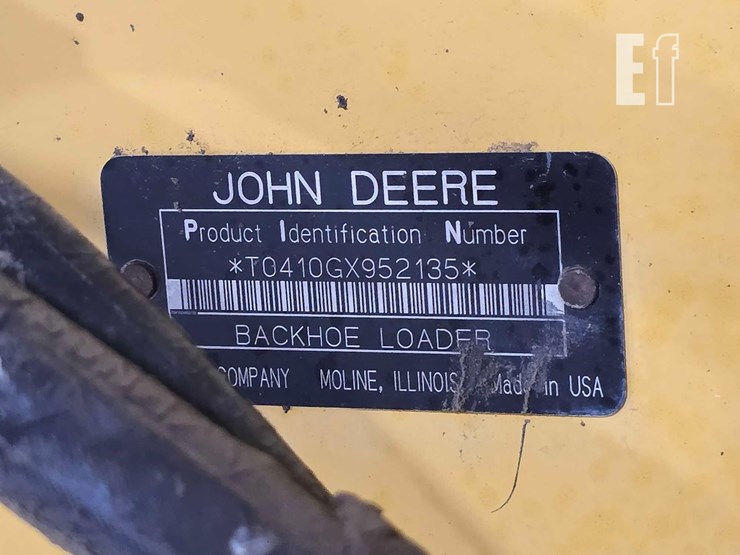 Ef
JOHN DEERE
Product Identification Number
*T0410GX952135*
BACKHOE LOADER
COMPANY MOLINE, ILLINOIS Made in USA